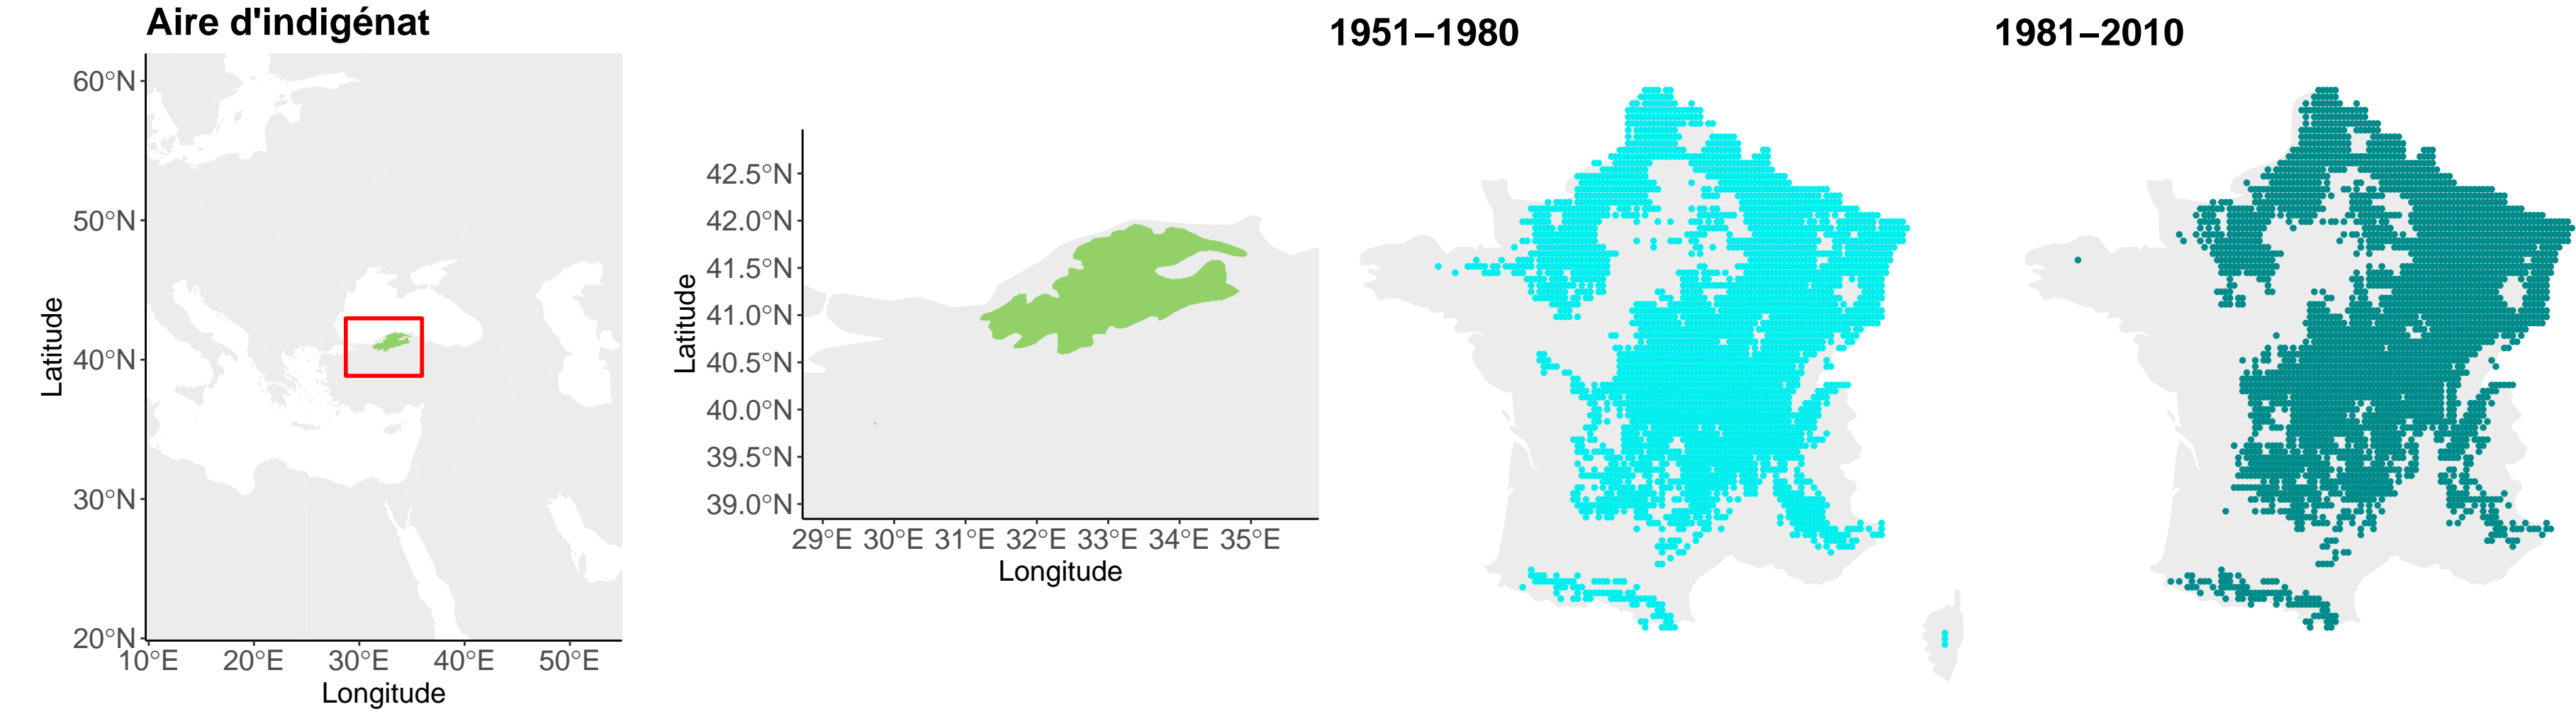 Aire d'indigénat
60°N
50°N
40°N
30°N
20°N
Latitude
10°E 20°E 30°E 40°E 50°E
Longitude
42.5°N
42.0°N
41.5°N
41.0°N
40.5°N
40.0°N
39.5°N
39.0°N
Latitude
29°E 30°E 31°E 32°E 33°E 34°E 35°E
Longitude
1951–1980
1981–2010